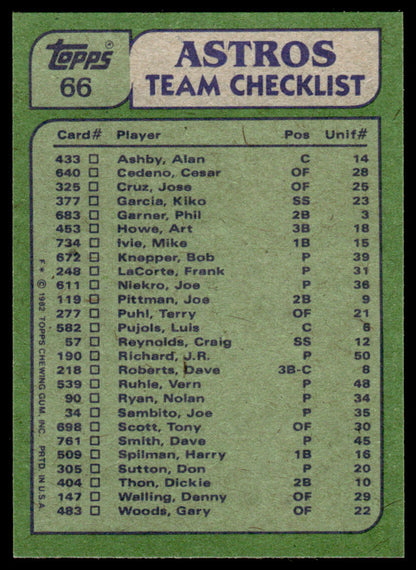 TOPPS®
66
ASTROS
TEAM CHECKLIST
Card# Player Pos Unif#
433 ☐ Ashby, Alan C 14
640 ☐ Cedeno, Cesar OF 28
325 ☐ Cruz, Jose OF 25
377 ☐ Garcia, Kiko SS 23
683 ☐ Garner, Phil 2B 3
453 ☐ Howe, Art 3B 18
734 ☐ Ivie, Mike 1B 15
672 ☐ Knepper, Bob P 39
248 ☐ LaCorte, Frank P 31
611 ☐ Niekro, Joe P 36
119 ☐ Pittman, Joe 2B 9
277 ☐ Puhl, Terry OF 21
582 ☐ Pujols, Luis C 6
57 ☐ Reynolds, Craig SS 12
190 ☐ Richard, J.R. P 50
218 ☐ Roberts, Dave 3B-C 8
539 ☐ Ruhle, Vern P 48
90 ☐ Ryan, Nolan P 34
34 ☐ Sambito, Joe P 35
698 ☐ Scott, Tony OF 30
761 ☐ Smith, Dave P 45
509 ☐ Spilman, Harry 1B 16
305 ☐ Sutton, Don P 20
404 ☐ Thon, Dickie 2B 10
147 ☐ Walling, Denny OF 29
483 ☐ Woods, Gary OF 22
F* © 1982 TOPPS CHEWING GUM, INC. PRTD. IN U.S.A.